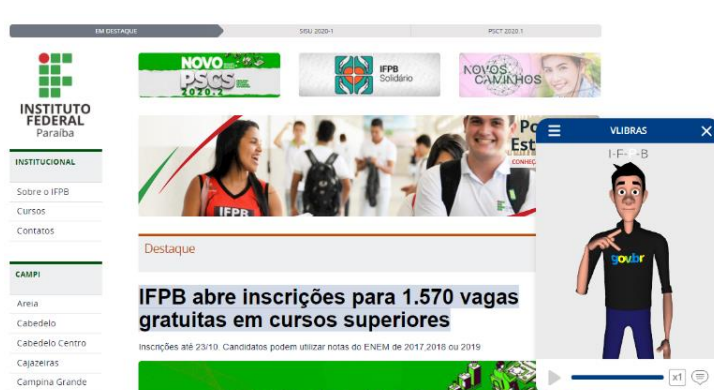 EM DESTAQUE
SISU 2020-1
PSCT 2020.1
INSTITUTO
FEDERAL
Paraíba
NOVO
PSCS
2020.2
IFPB
Solidário
NOVOS
CAMINHOS
INSTITUCIONAL
Sobre o IFPB
Cursos
Contatos
CAMPI
Areia
Cabedelo
Cabedelo Centro
Cajazeiras
Campina Grande
Po
Est
CONHEÇ
IFPB
Destaque
IFPB abre inscrições para 1.570 vagas
gratuitas em cursos superiores
Inscrições até 23/10. Candidatos podem utilizar notas do ENEM de 2017,2018 ou 2019
VLIBRAS
I-F-P-B
gov.br
x1